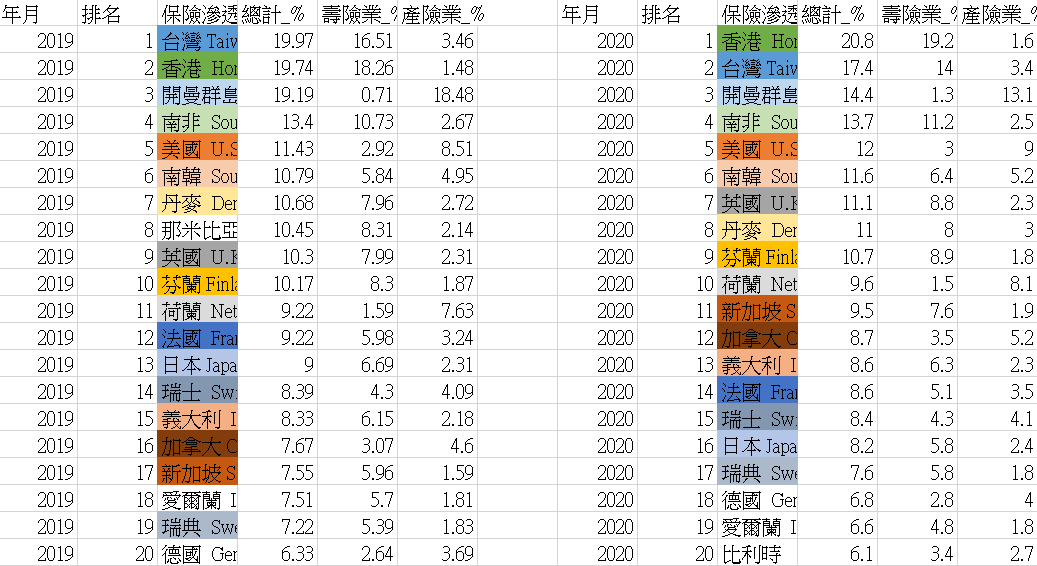 年月 排名 保險滲透 總計_% 壽險業_% 產險業_% 年月 排名 保險滲透 總計_% 壽險業_% 產險業_%
2019 1 台灣 Taiw 19.97 16.51 3.46 2020 1 香港 Hon 20.8 19.2 1.6
2019 2 香港 Hon 19.74 18.26 1.48 2020 2 台灣 Taiw 17.4 14 3.4
2019 3 開曼群島 19.19 0.71 18.48 2020 3 開曼群島 14.4 1.3 13.1
2019 4 南非 Sou 13.4 10.73 2.67 2020 4 南非 Sou 13.7 11.2 2.5
2019 5 美國 U.S 11.43 2.92 8.51 2020 5 美國 U.S 12 3 9
2019 6 南韓 Sou 10.79 5.84 4.95 2020 6 南韓 Sou 11.6 6.4 5.2
2019 7 丹麥 Den 10.68 7.96 2.72 2020 7 英國 U.K 11.1 8.8 2.3
2019 8 那米比亞 10.45 8.31 2.14 2020 8 丹麥 Den 11 8 3
2019 9 英國 U.K 10.3 7.99 2.31 2020 9 芬蘭 Finla 10.7 8.9 1.8
2019 10 芬蘭 Finla 10.17 8.3 1.87 2020 10 荷蘭 Net 9.6 1.5 8.1
2019 11 荷蘭 Net 9.22 1.59 7.63 2020 11 新加坡 S 9.5 7.6 1.9
2019 12 法國 Fran 9.22 5.98 3.24 2020 12 加拿大 C 8.7 3.5 5.2
2019 13 日本 Japa 9 6.69 2.31 2020 13 義大利 I 8.6 6.3 2.3
2019 14 瑞士 Swi 8.39 4.3 4.09 2020 14 法國 Fran 8.6 5.1 3.5
2019 15 義大利 I 8.33 6.15 2.18 2020 15 瑞士 Sw 8.4 4.3 4.1
2019 16 加拿大 C 7.67 3.07 4.6 2020 16 日本 Japa 8.2 5.8 2.4
2019 17 新加坡 S 7.55 5.96 1.59 2020 17 瑞典 Swe 7.6 5.8 1.8
2019 18 愛爾蘭 I 7.51 5.7 1.81 2020 18 德國 Ger 6.8 2.8 4
2019 19 瑞典 Swe 7.22 5.39 1.83 2020 19 愛爾蘭 I 6.6 4.8 1.8
2019 20 德國 Ger 6.33 2.64 3.69 2020 20 比利時 6.1 3.4 2.7